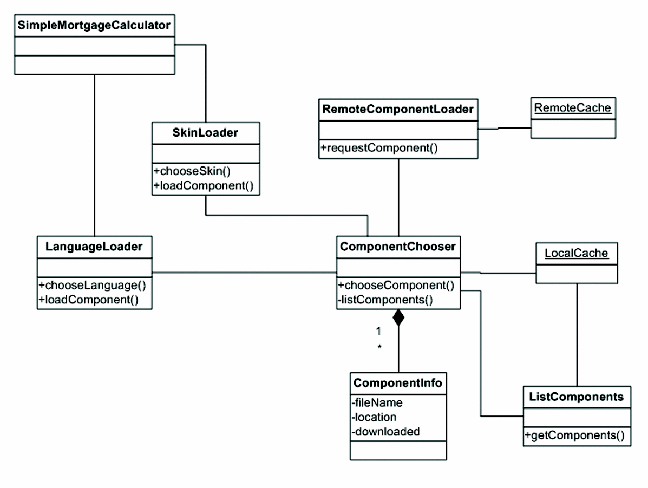 SimpleMortgageCalculator
RemoteComponentLoader
+requestComponent()
RemoteCache
SkinLoader
+chooseSkin()
+loadComponent()
LanguageLoader
+chooseLanguage()
+loadComponent()
ComponentChooser
+chooseComponent()
-listComponents()
LocalCache
1
*
ComponentInfo
-fileName
-location
-downloaded
ListComponents
+getComponents()